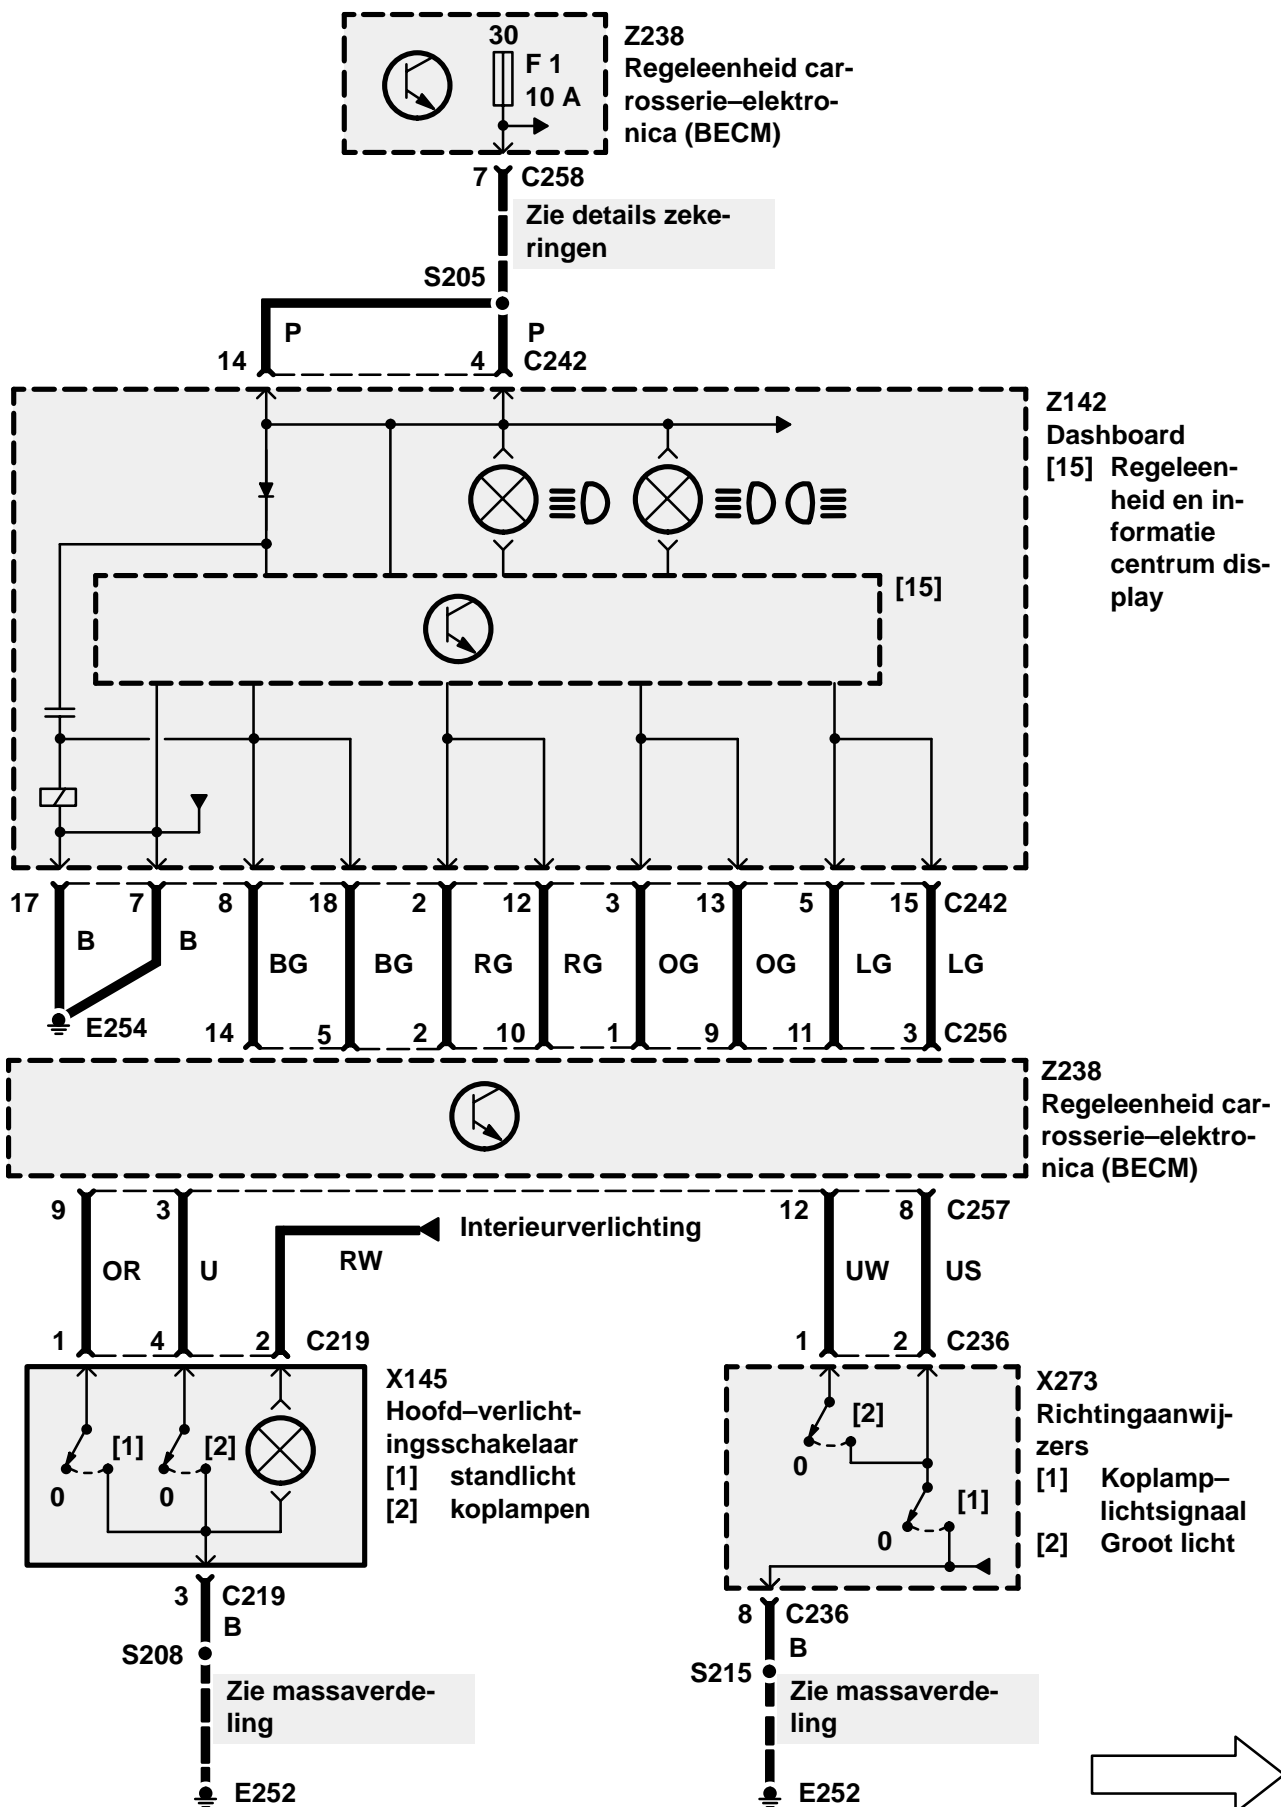 30
F 1
10 A
Z238
Regeleenheid car-
rosserie–elektro-
nica (BECM)
7 C258
Zie details zeke-
ringen
S205
P P
14 4 C242
Z142
Dashboard
[15] Regeleen-
heid en in-
formatie
centrum dis-
play
[15]
17 7 8 18 2 12 3 13 5 15 C242
B B BG BG RG RG OG OG LG LG
E254
14 5 2 10 1 9 11 3 C256
Z238
Regeleenheid car-
rosserie–elektro-
nica (BECM)
9 3 12 8 C257
Interieurverlichting
OR U RW UW US
1 4 2 C219 1 2 C236
X145
Hoofd–verlicht-
ingsschakelaar
[1] standlicht
[2] koplampen
[1] [2]
0 0
X273
Richtingaanwij-
zers
[1] Koplamp–
lichtsignaal
[2] Groot licht
[2]
0
[1]
0
3 C219
B
S208
Zie massaverde-
ling
E252
8 C236
B
S215
Zie massaverde-
ling
E252